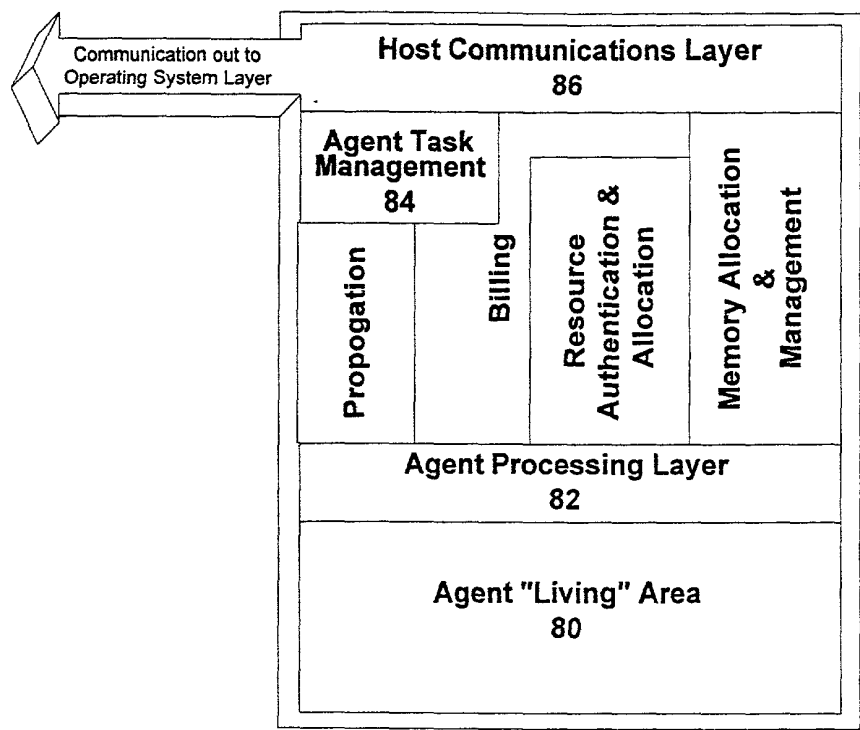 Communication out to
Operating System Layer
Host Communications Layer
86
Agent Task
Management
84
Propogation
Billing
Resource
Authentication &
Allocation
Memory Allocation
&
Management
Agent Processing Layer
82
Agent "Living" Area
80